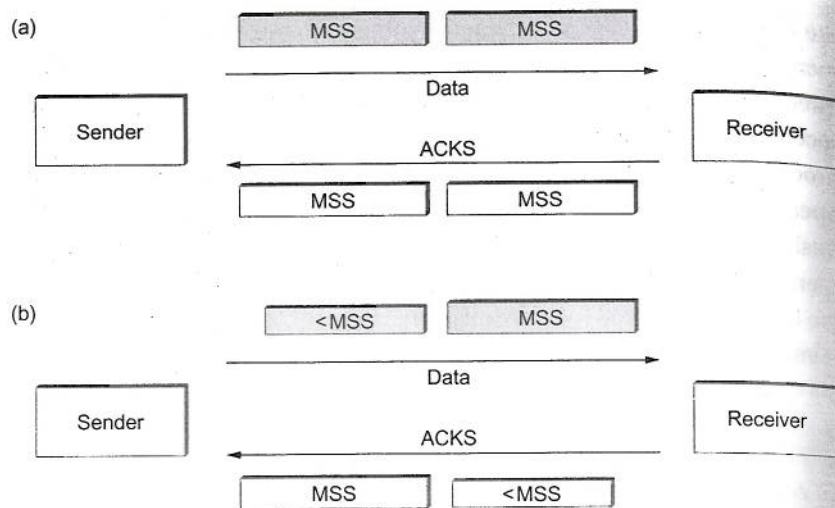 (a)
MSS MSS
Data
Sender
Receiver
ACKS
MSS MSS
(b)
<MSS MSS
Data
Sender
Receiver
ACKS
MSS <MSS